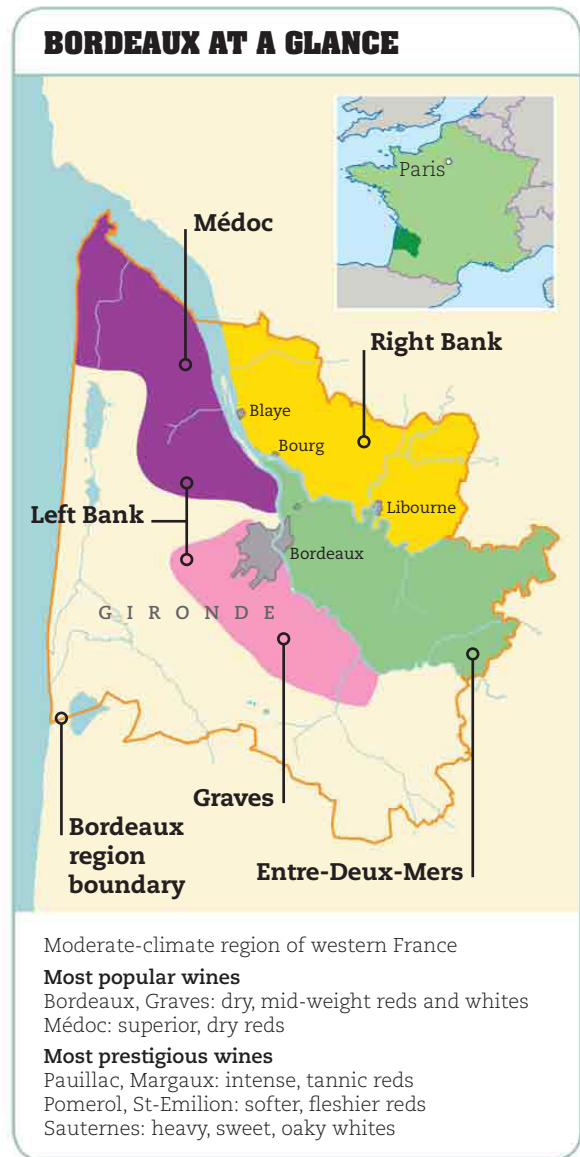 BORDEAUX AT A GLANCE
Paris
Médoc
Right Bank
Blaye
Bourg
Left Bank
Libourne
Bordeaux
GIRONDE
Graves
Bordeaux
region
boundary
Entre-Deux-Mers
Moderate-climate region of western France
Most popular wines
Bordeaux, Graves: dry, mid-weight reds and whites
Médoc: superior, dry reds
Most prestigious wines
Pauillac, Margaux: intense, tannic reds
Pomerol, St-Emilion: softer, fleshier reds
Sauternes: heavy, sweet, oaky whites